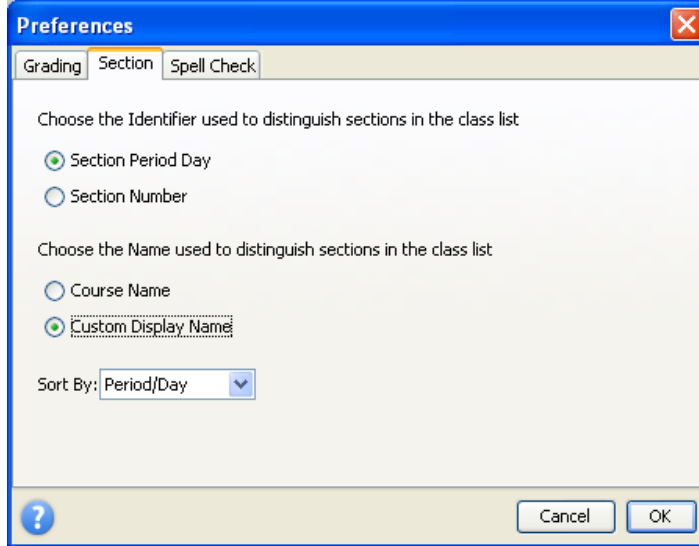 Preferences
Grading Section Spell Check
Choose the Identifier used to distinguish sections in the class list
Section Period Day
Section Number
Choose the Name used to distinguish sections in the class list
Course Name
Custom Display Name
Sort By: Period/Day
? Cancel OK